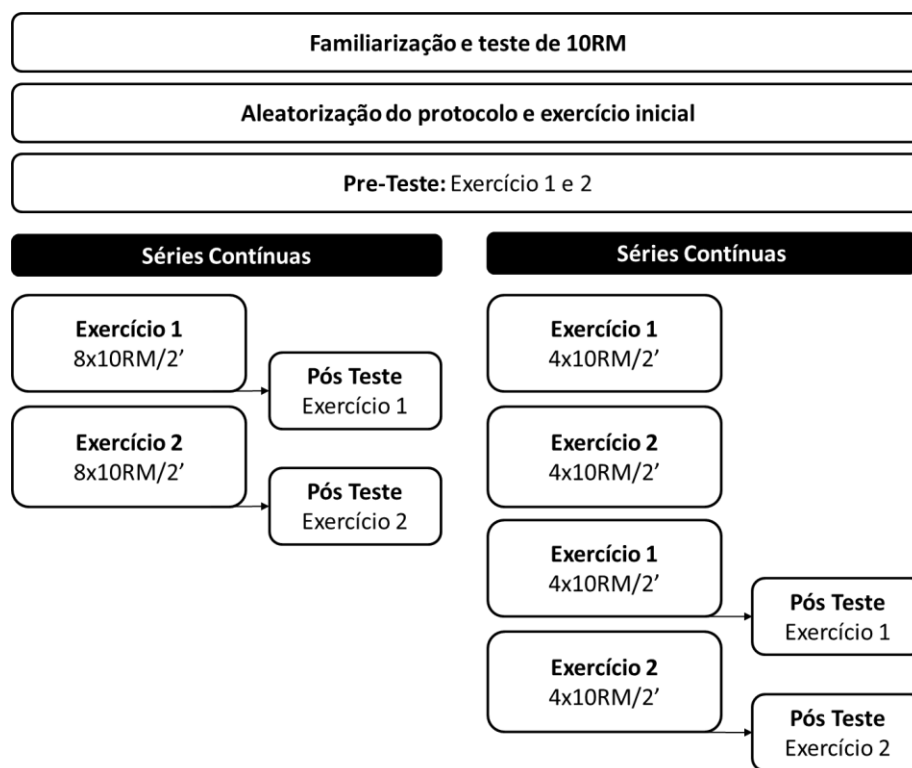 Familiarização e teste de 10RM
Aleatorização do protocolo e exercício inicial
Pre-Teste: Exercício 1 e 2
Séries Contínuas
Exercício 1
8x10RM/2’
Pós Teste
Exercício 1
Exercício 2
8x10RM/2’
Pós Teste
Exercício 2
Séries Contínuas
Exercício 1
4x10RM/2’
Exercício 2
4x10RM/2’
Exercício 1
4x10RM/2’
Pós Teste
Exercício 1
Exercício 2
4x10RM/2’
Pós Teste
Exercício 2